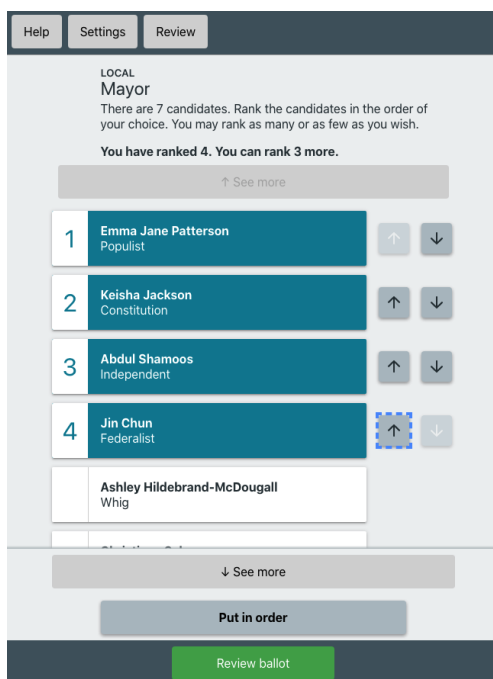 Help Settings Review
LOCAL
Mayor
There are 7 candidates. Rank the candidates in the order of
your choice. You may rank as many or as few as you wish.
You have ranked 4. You can rank 3 more.
↑ See more
1 Emma Jane Patterson
Populist
2 Keisha Jackson
Constitution
3 Abdul Shamoos
Independent
4 Jin Chun
Federalist
Ashley Hildebrand-McDougall
Whig
↓ See more
Put in order
Review ballot